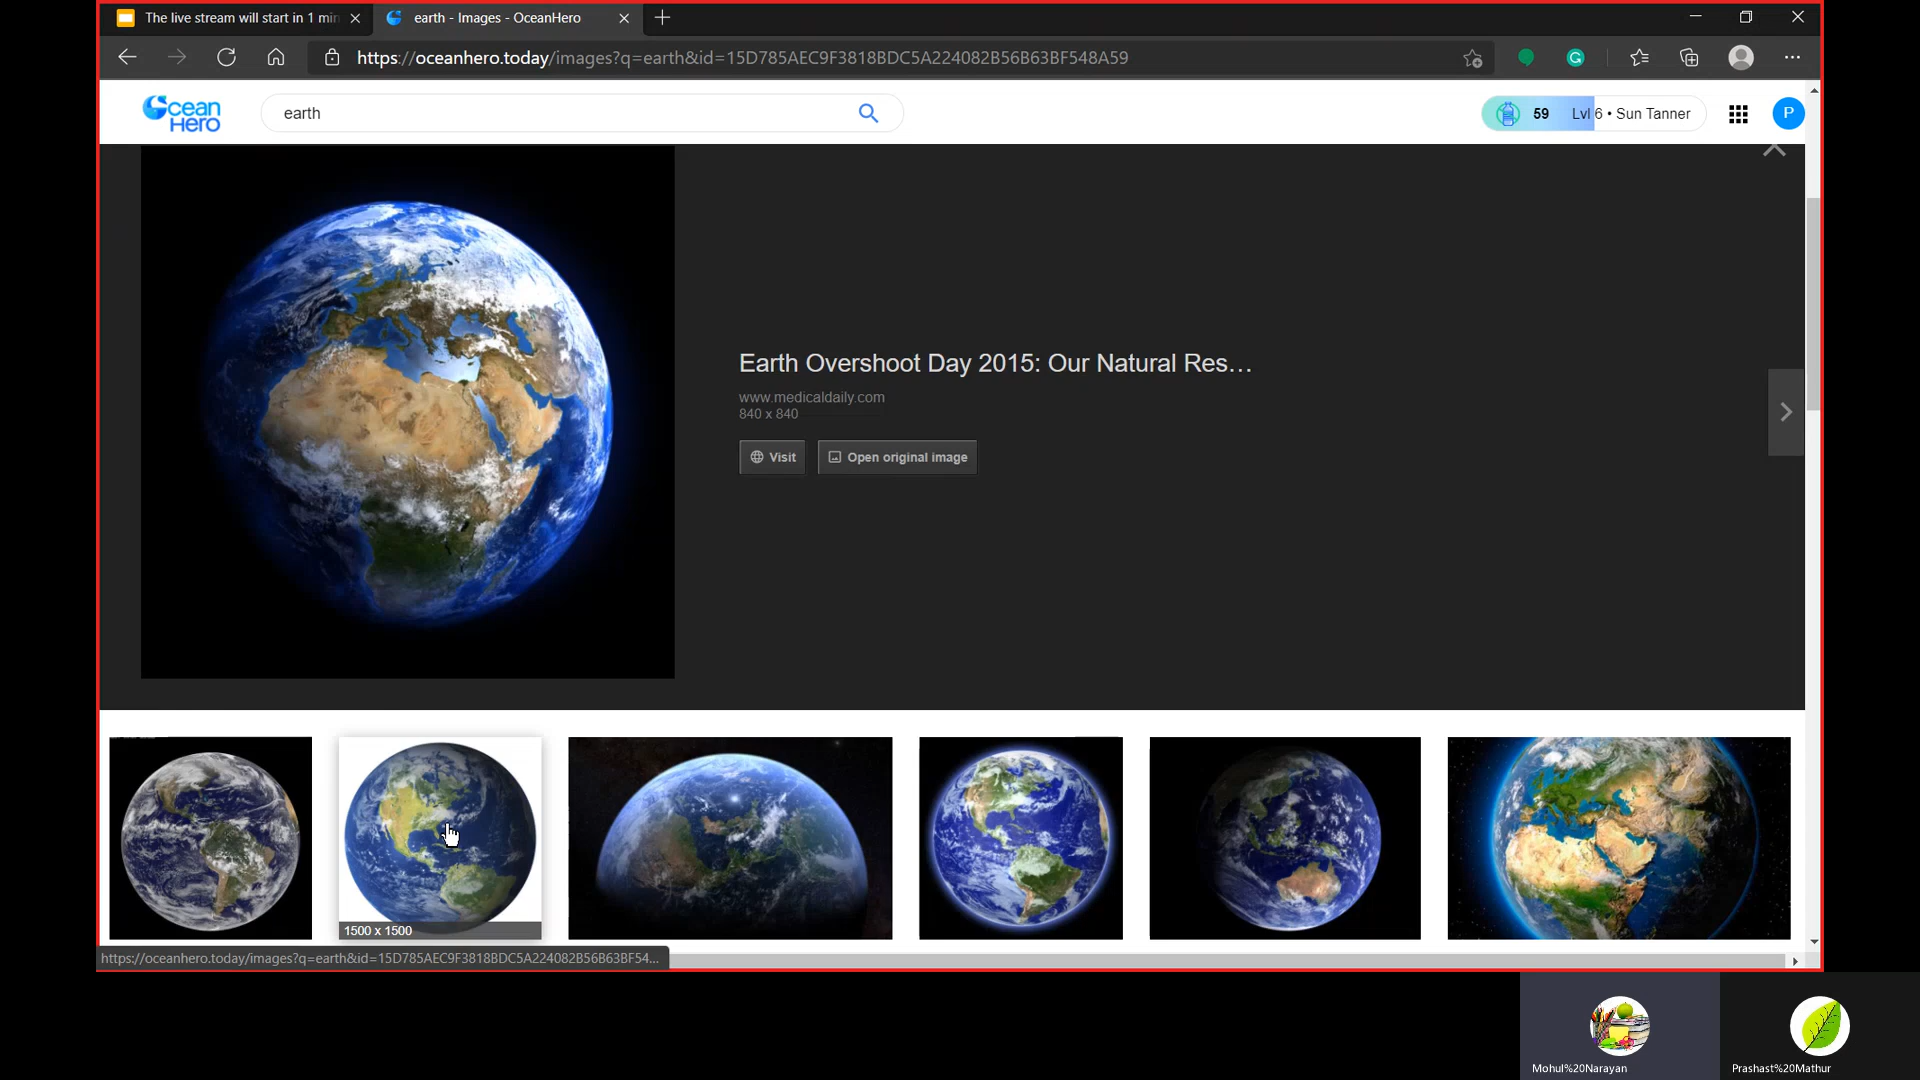 The live stream will start in 1 min
earth - Images - OceanHero
https://oceanhero.today/images?q=earth&id=15D785AEC9F3818BDC5A224082B56B63BF548A59
Ocean Hero
earth
59 Lvl 6 • Sun Tanner
P
Earth Overshoot Day 2015: Our Natural Res...
www.medicaldaily.com
840 x 840
Visit
Open original image
1500 x 1500
https://oceanhero.today/images?q=earth&id=15D785AEC9F3818BDC5A224082B56B63BF54...
Mohul%20Narayan
Prashast%20Mathur